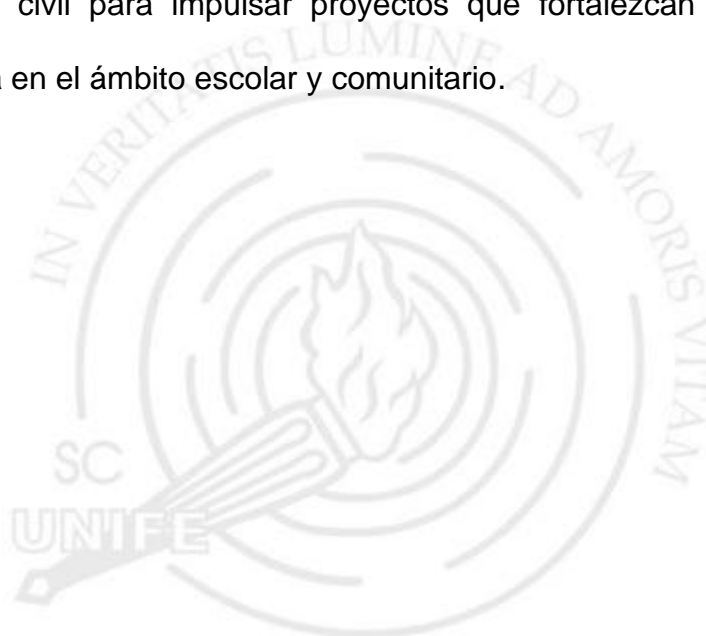 civil para impulsar proyectos que fortalezcan
en el ámbito escolar y comunitario.
IN VERITATIS LUMINE AD AMORIS VITAM
SC
UNIFE